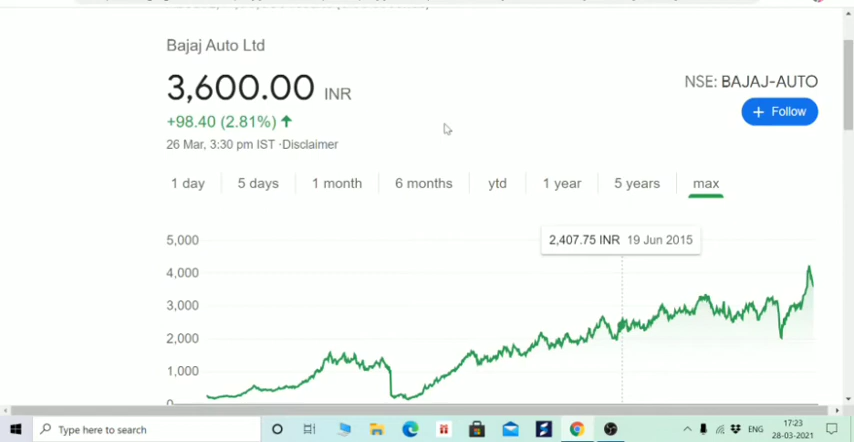 Bajaj Auto Ltd
3,600.00 INR
NSE: BAJAJ-AUTO
+98.40 (2.81%) ↑
+ Follow
26 Mar, 3:30 pm IST ·Disclaimer
1 day 5 days 1 month 6 months ytd 1 year 5 years max
2,407.75 INR 19 Jun 2015
5,000
4,000
3,000
2,000
1,000
0
Type here to search
ENG
17:23
28-03-2021